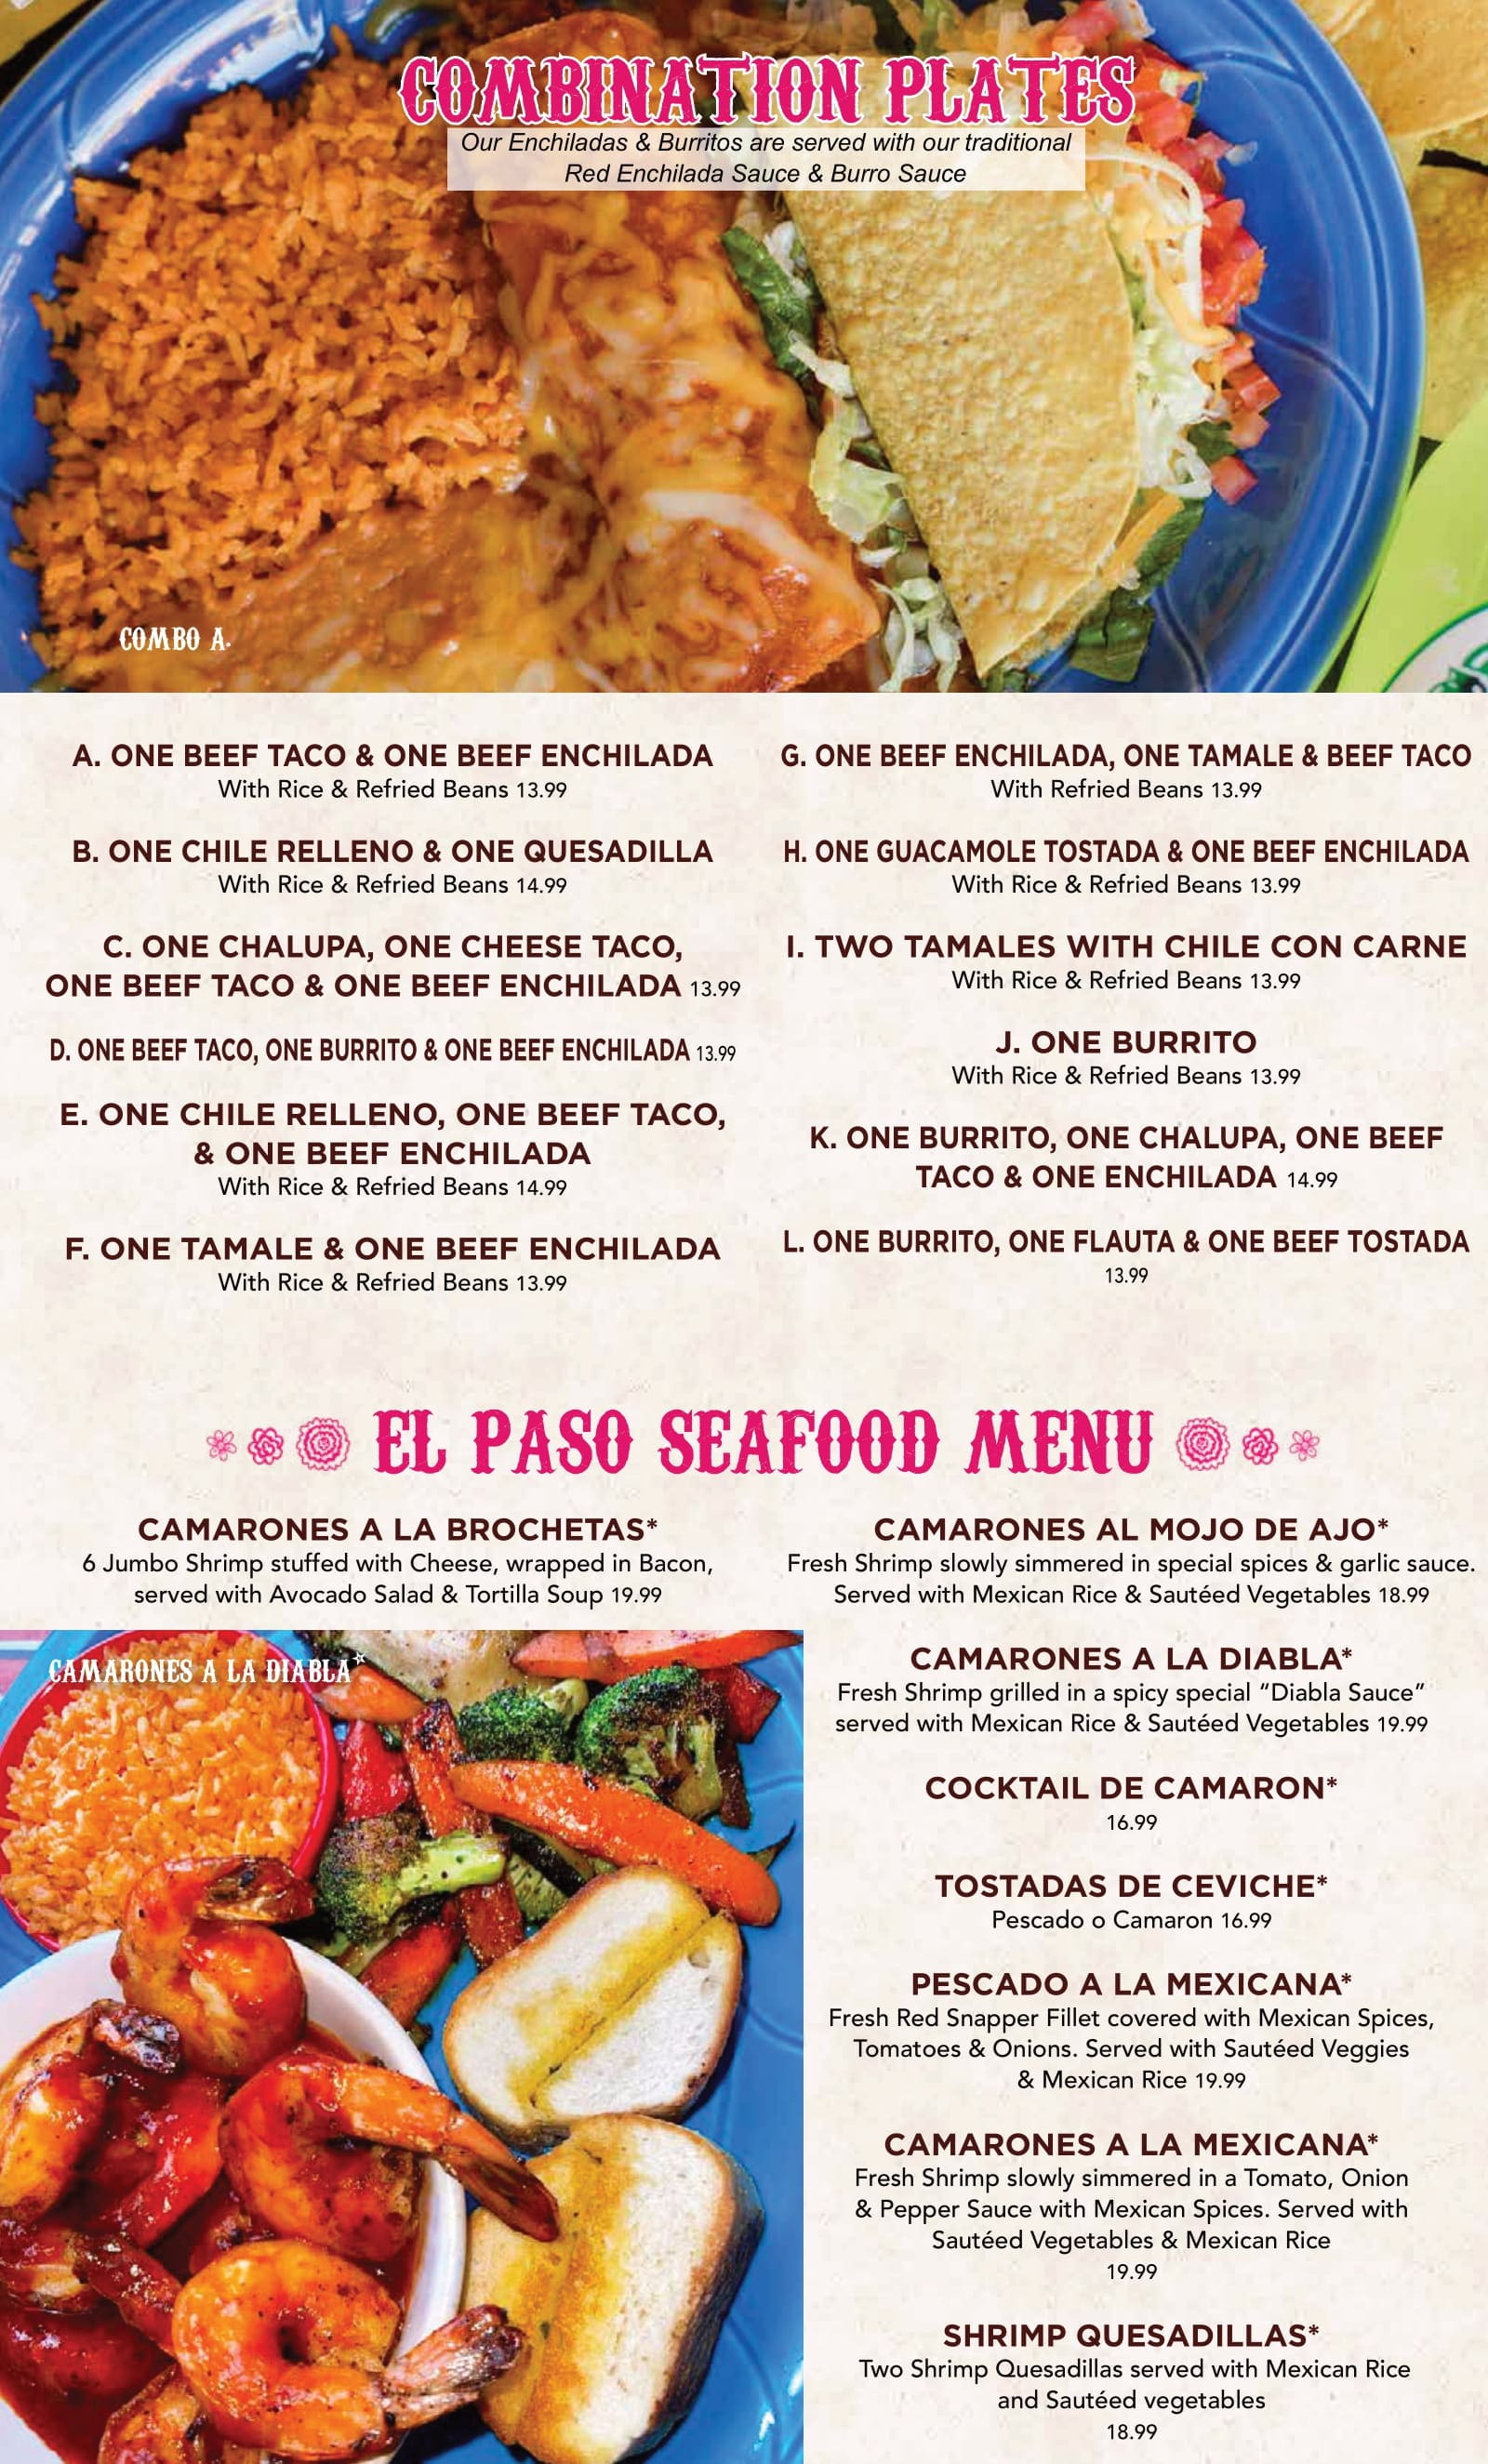 COMBINATION PLATES
Our Enchiladas & Burritos are served with our traditional
Red Enchilada Sauce & Burro Sauce
COMBO A.
A. ONE BEEF TACO & ONE BEEF ENCHILADA
With Rice & Refried Beans 13.99
B. ONE CHILE RELLENO & ONE QUESADILLA
With Rice & Refried Beans 14.99
C. ONE CHALUPA, ONE CHEESE TACO,
ONE BEEF TACO & ONE BEEF ENCHILADA 13.99
D. ONE BEEF TACO, ONE BURRITO & ONE BEEF ENCHILADA 13.99
E. ONE CHILE RELLENO, ONE BEEF TACO,
& ONE BEEF ENCHILADA
With Rice & Refried Beans 14.99
F. ONE TAMALE & ONE BEEF ENCHILADA
With Rice & Refried Beans 13.99
G. ONE BEEF ENCHILADA, ONE TAMALE & BEEF TACO
With Refried Beans 13.99
H. ONE GUACAMOLE TOSTADA & ONE BEEF ENCHILADA
With Rice & Refried Beans 13.99
I. TWO TAMALES WITH CHILE CON CARNE
With Rice & Refried Beans 13.99
J. ONE BURRITO
With Rice & Refried Beans 13.99
K. ONE BURRITO, ONE CHALUPA, ONE BEEF
TACO & ONE ENCHILADA 14.99
L. ONE BURRITO, ONE FLAUTA & ONE BEEF TOSTADA
13.99
EL PASO SEAFOOD MENU
CAMARONES A LA BROCHETAS*
6 Jumbo Shrimp stuffed with Cheese, wrapped in Bacon,
served with Avocado Salad & Tortilla Soup 19.99
CAMARONES A LA DIABLA*
CAMARONES AL MOJO DE AJO*
Fresh Shrimp slowly simmered in special spices & garlic sauce.
Served with Mexican Rice & Sautéed Vegetables 18.99
CAMARONES A LA DIABLA*
Fresh Shrimp grilled in a spicy special “Diabla Sauce”
served with Mexican Rice & Sautéed Vegetables 19.99
COCKTAIL DE CAMARON*
16.99
TOSTADAS DE CEVICHE*
Pescado o Camaron 16.99
PESCADO A LA MEXICANA*
Fresh Red Snapper Fillet covered with Mexican Spices,
Tomatoes & Onions. Served with Sautéed Veggies
& Mexican Rice 19.99
CAMARONES A LA MEXICANA*
Fresh Shrimp slowly simmered in a Tomato, Onion
& Pepper Sauce with Mexican Spices. Served with
Sautéed Vegetables & Mexican Rice
19.99
SHRIMP QUESADILLAS*
Two Shrimp Quesadillas served with Mexican Rice
and Sautéed vegetables
18.99